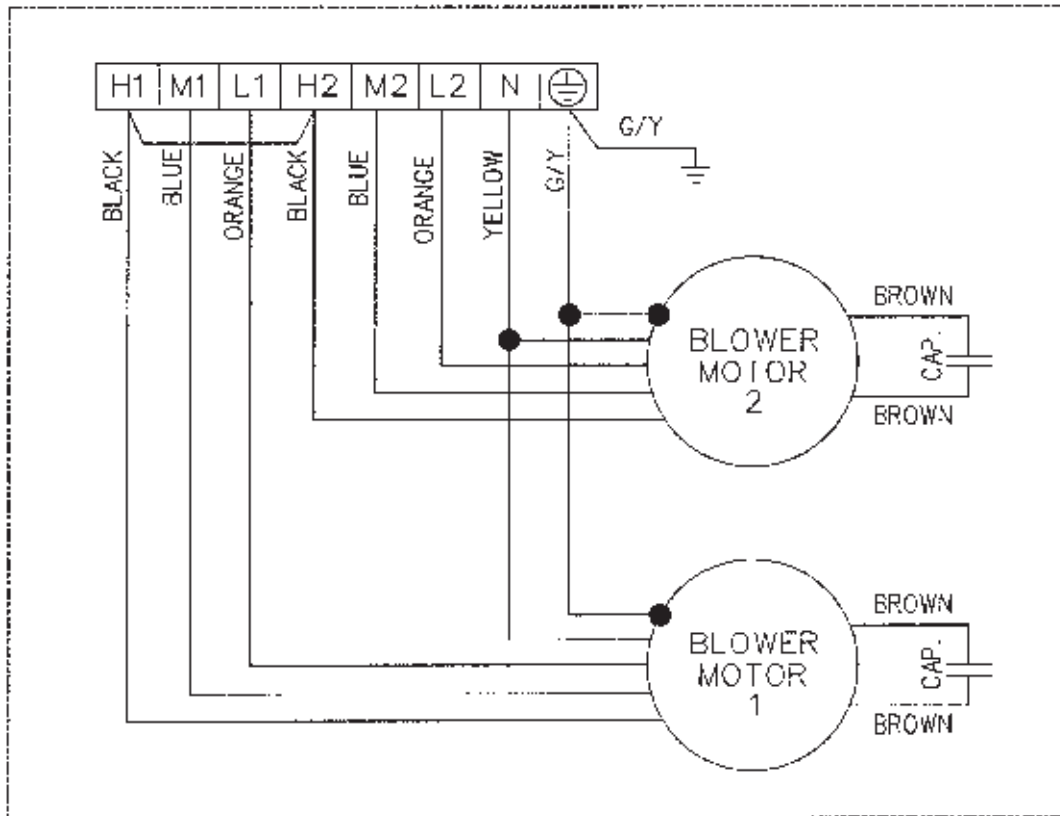 H1 M1 L1 H2 M2 L2 N
G/Y
BLACK
BLUE
ORANGE
BLACK
BLUE
ORANGE
YELLOW
G/Y
BLOWER
MOTOR
2
BROWN
CAP.
BROWN
BLOWER
MOTOR
1
BROWN
CAP.
BROWN